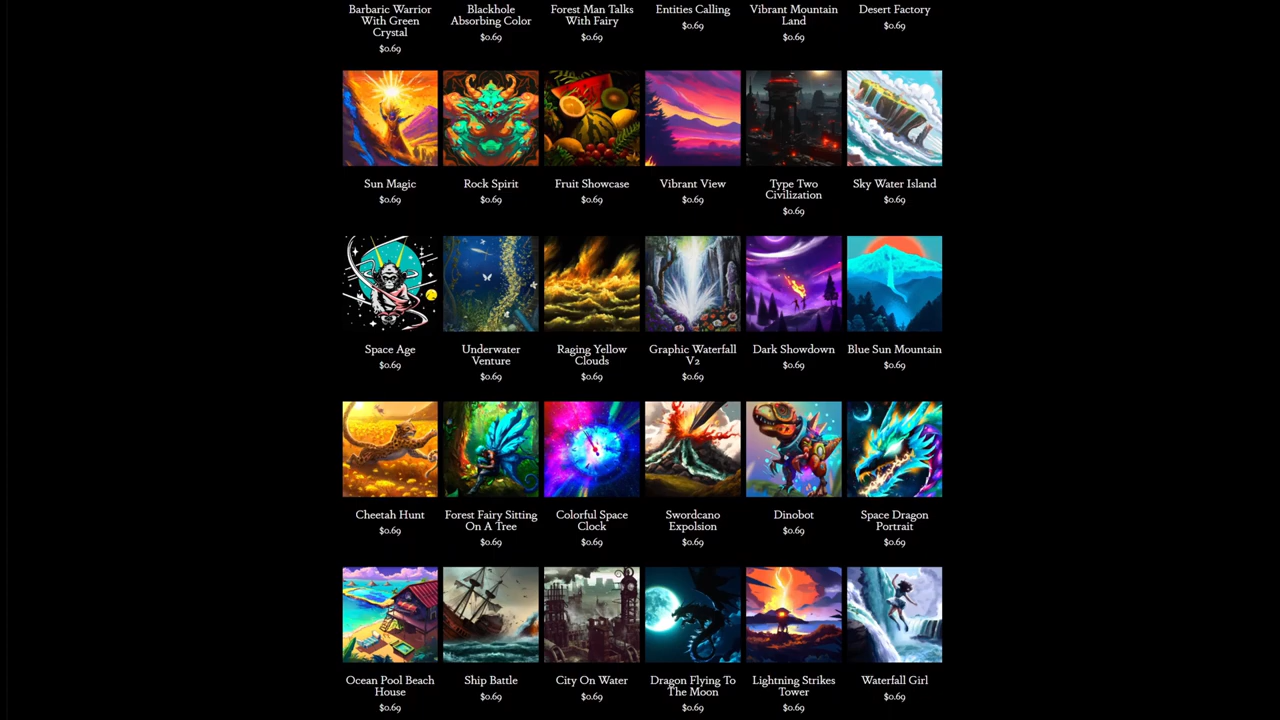 Barbaric Warrior
With Green
Crystal
$0.69
Blackhole
Absorbing Color
$0.69
Forest Man Talks
With Fairy
$0.69
Entities Calling
$0.69
Vibrant Mountain
Land
$0.69
Desert Factory
$0.69
Sun Magic
$0.69
Rock Spirit
$0.69
Fruit Showcase
$0.69
Vibrant View
$0.69
Type Two
Civilization
$0.69
Sky Water Island
$0.69
Space Age
$0.69
Underwater
Venture
$0.69
Raging Yellow
Clouds
$0.69
Graphic Waterfall
V2
$0.69
Dark Showdown
$0.69
Blue Sun Mountain
$0.69
Cheetah Hunt
$0.69
Forest Fairy Sitting
On A Tree
$0.69
Colorful Space
Clock
$0.69
Swordcano
Expolsion
$0.69
Dinobot
$0.69
Space Dragon
Portrait
$0.69
Ocean Pool Beach
House
$0.69
Ship Battle
$0.69
City On Water
$0.69
Dragon Flying To
The Moon
$0.69
Lightning Strikes
Tower
$0.69
Waterfall Girl
$0.69